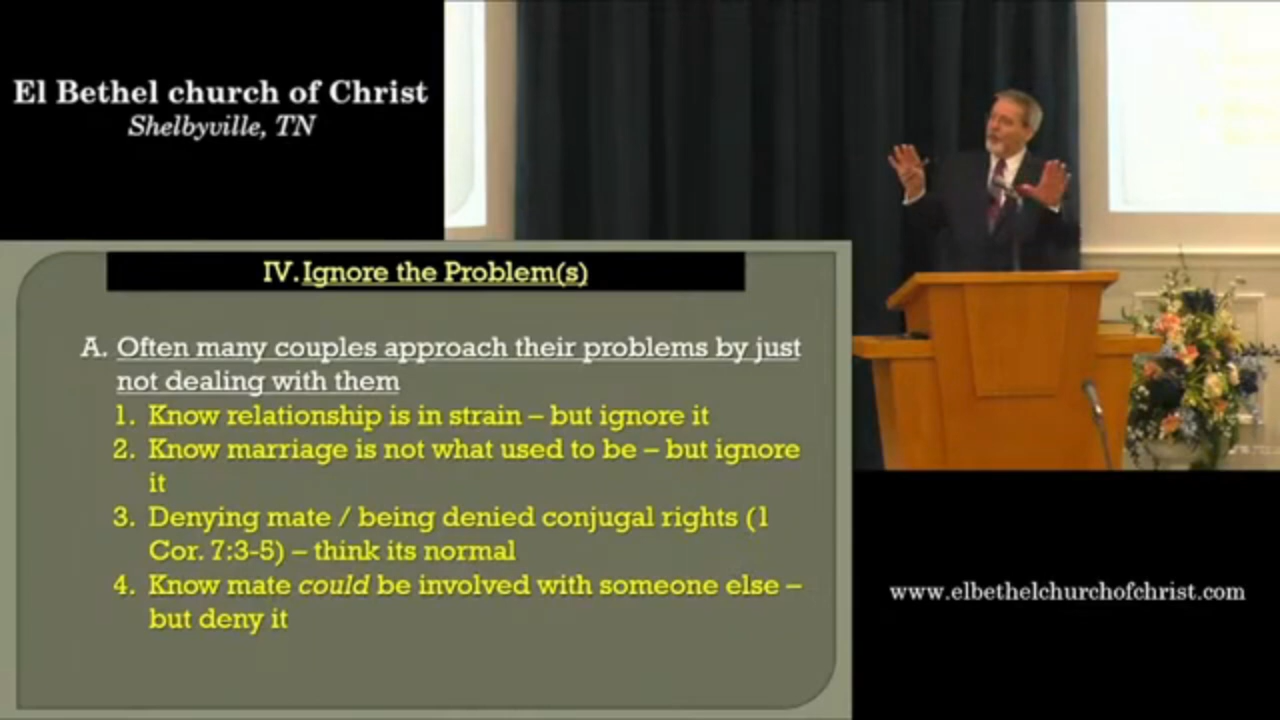 El Bethel church of Christ
Shelbyville, TN
IV. Ignore the Problem(s)
A. Often many couples approach their problems by just
not dealing with them
1. Know relationship is in strain – but ignore it
2. Know marriage is not what used to be – but ignore
it
3. Denying mate / being denied conjugal rights (1
Cor. 7:3-5) – think its normal
4. Know mate could be involved with someone else –
but deny it
www.elbethelchurchofchrist.com